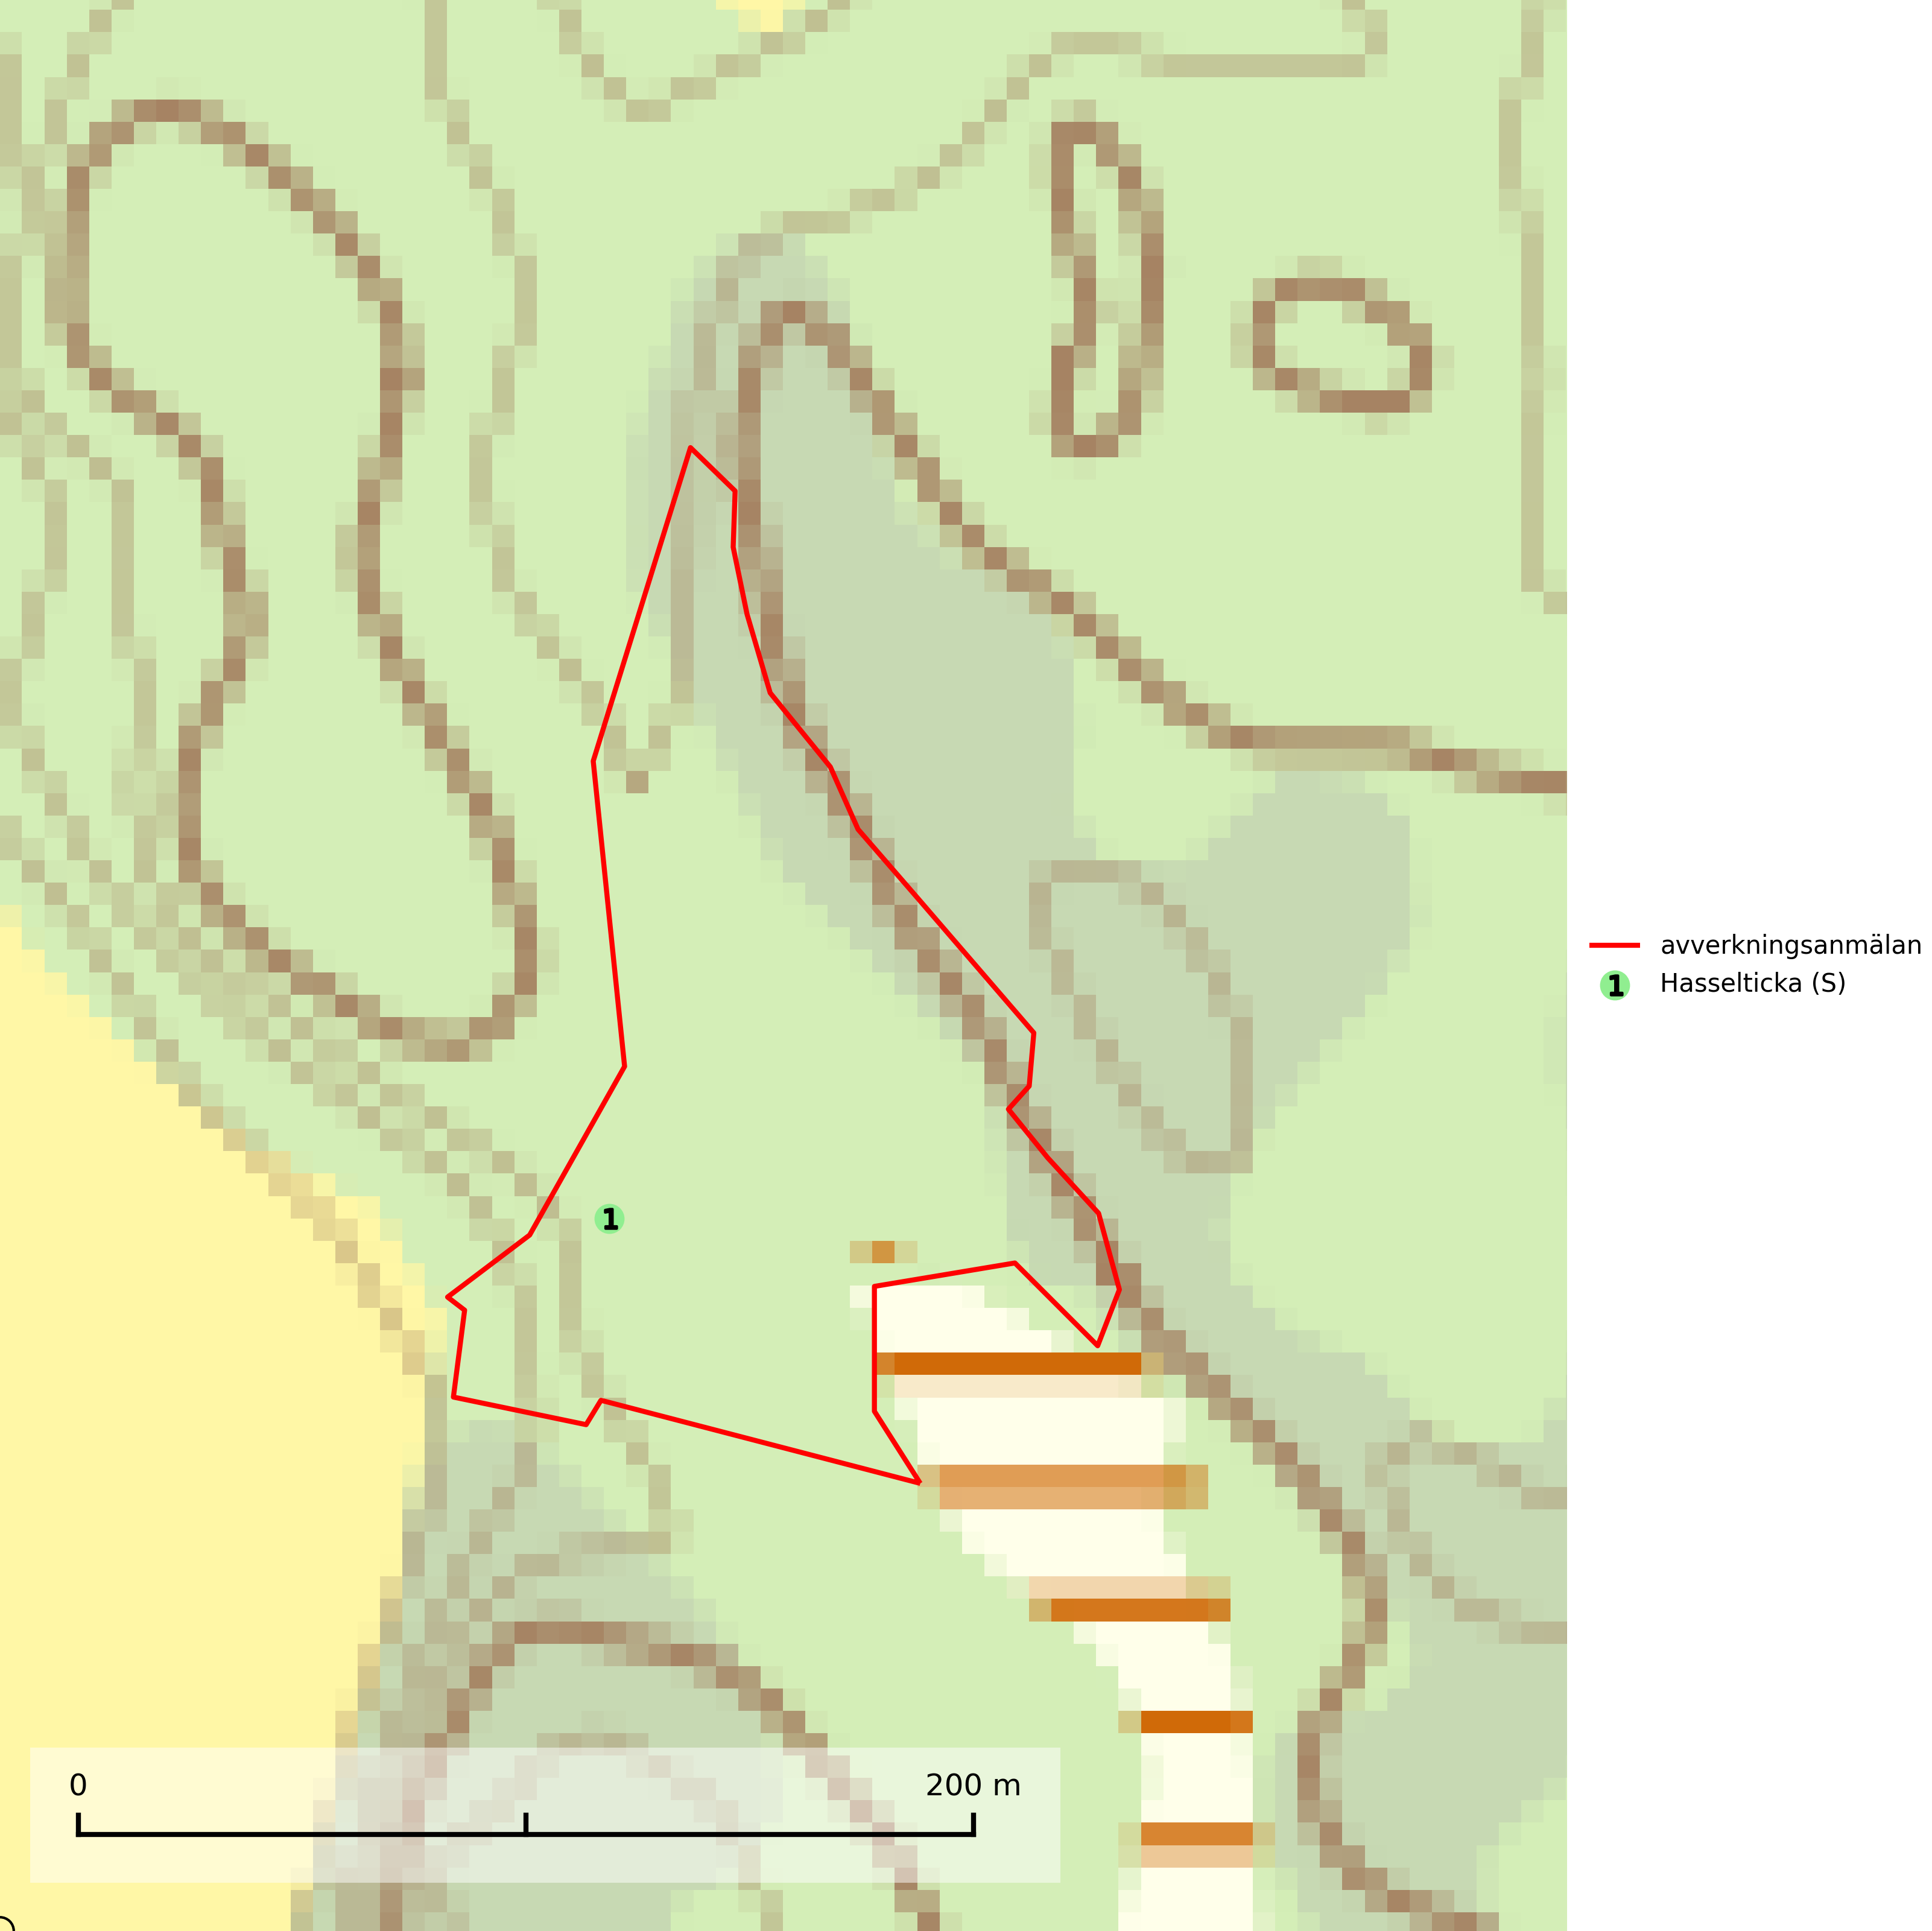 1
avverkningsanmälan
1 Hasselticka (S)
0 200 m